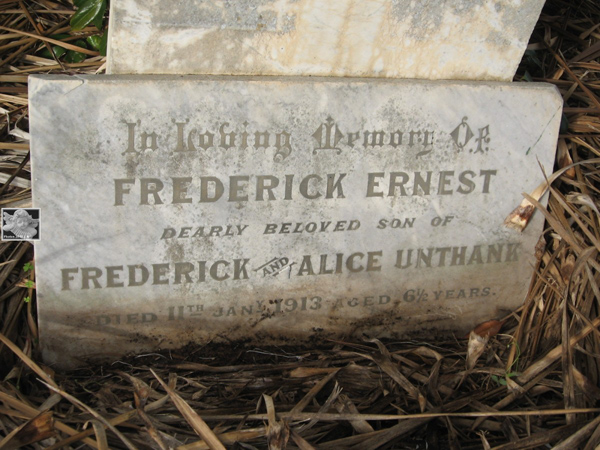 In Loving Memory Of
FREDERICK ERNEST
DEARLY BELOVED SON OF
FREDERICK AND ALICE UNTHANK
DIED 11TH JANY 1913 AGED 6½ YEARS.